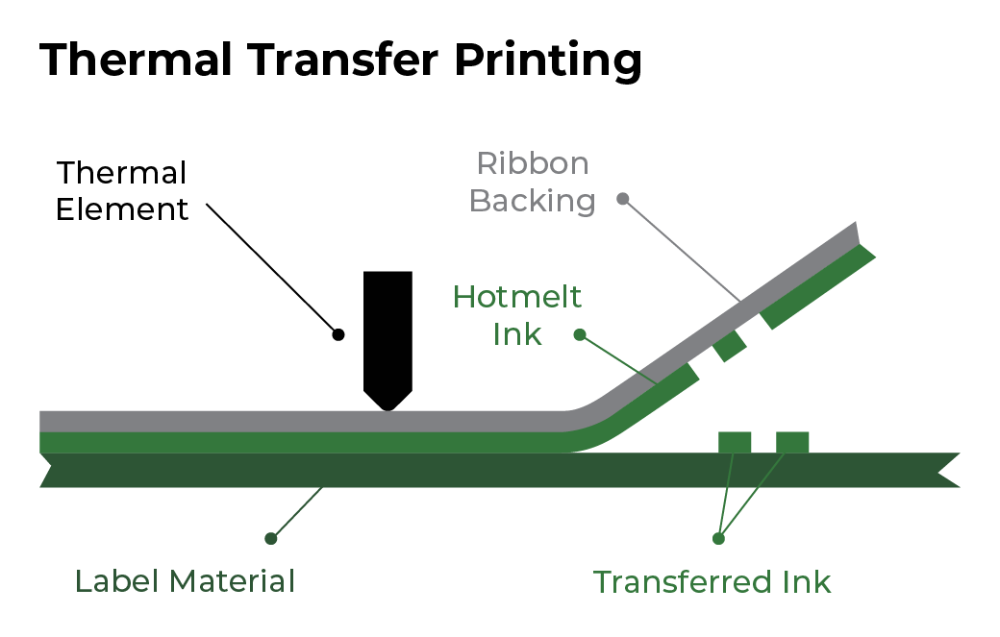 Thermal Transfer Printing
Thermal
Element
Ribbon
Backing
Hotmelt
Ink
Label Material
Transferred Ink